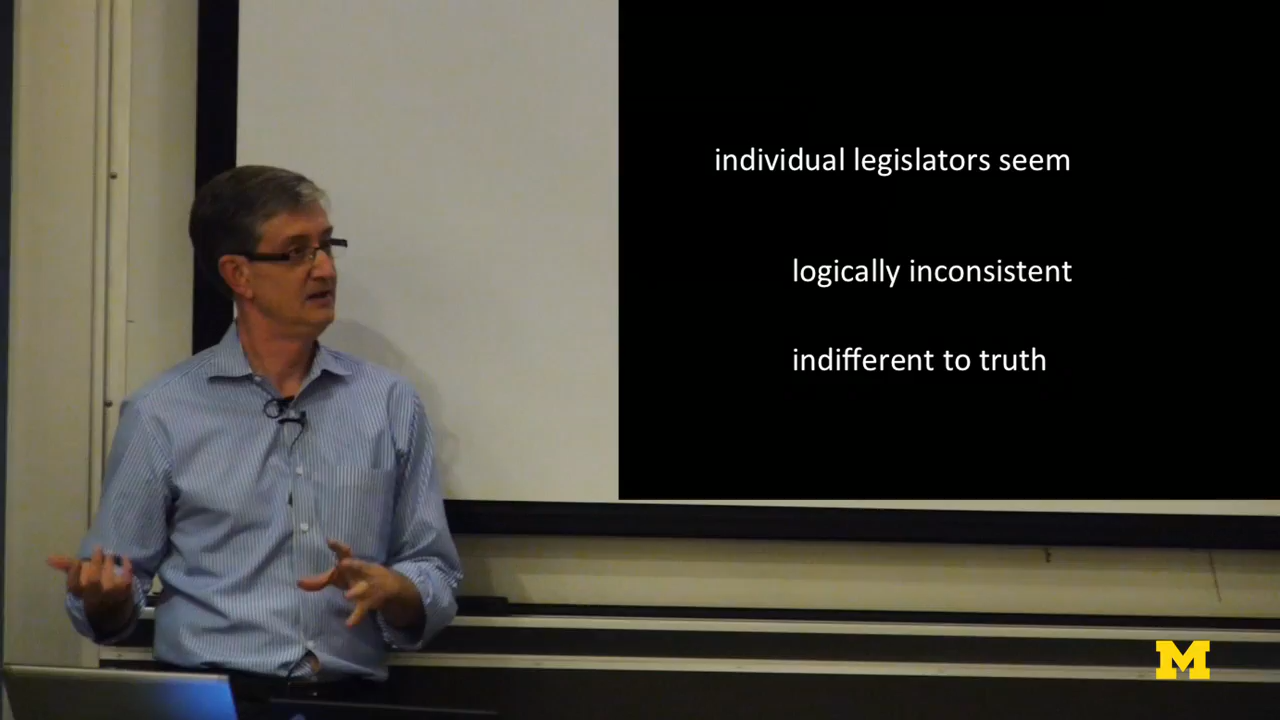 individual legislators seem
logically inconsistent
indifferent to truth
M